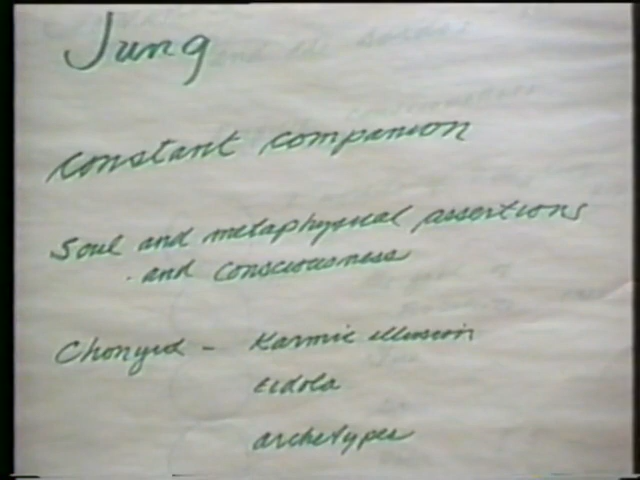 Jung
constant companion
Soul and metaphysical assertions
and consciousness
Chonyid - Karmic illusion
Eidola
archetypes